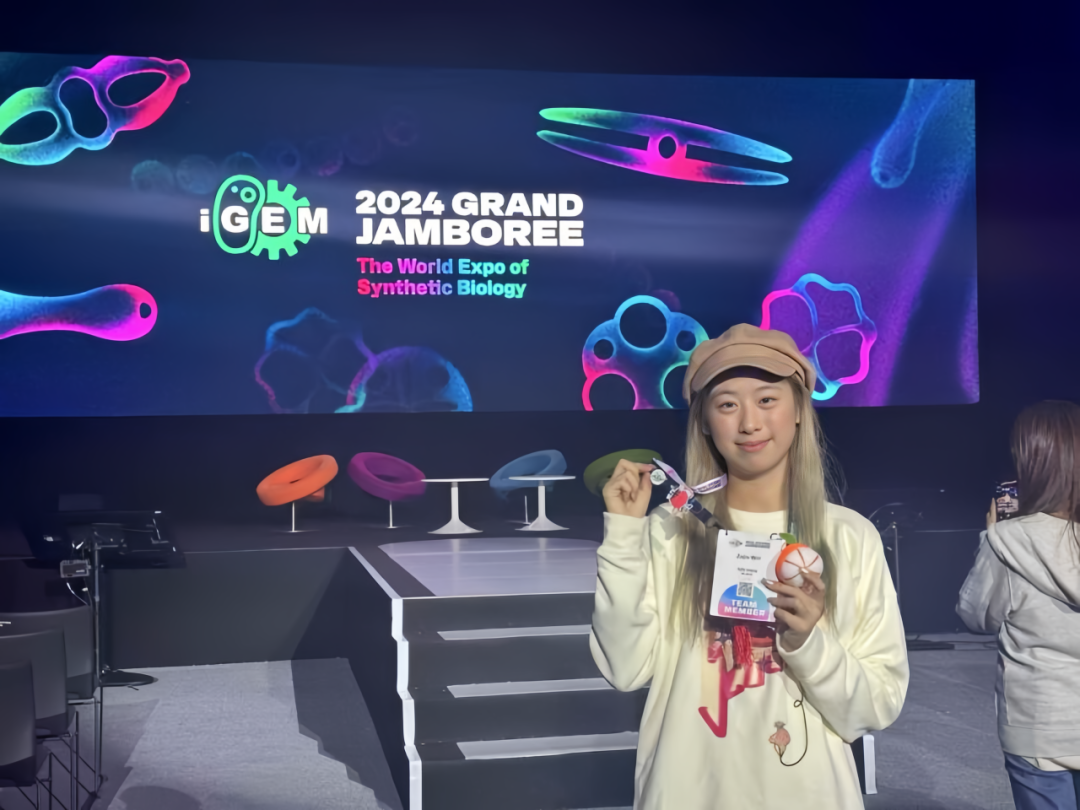 iGEM
2024 GRAND
JAMBOREE
The World Expo of
Synthetic Biology
TEAM
MEMBER